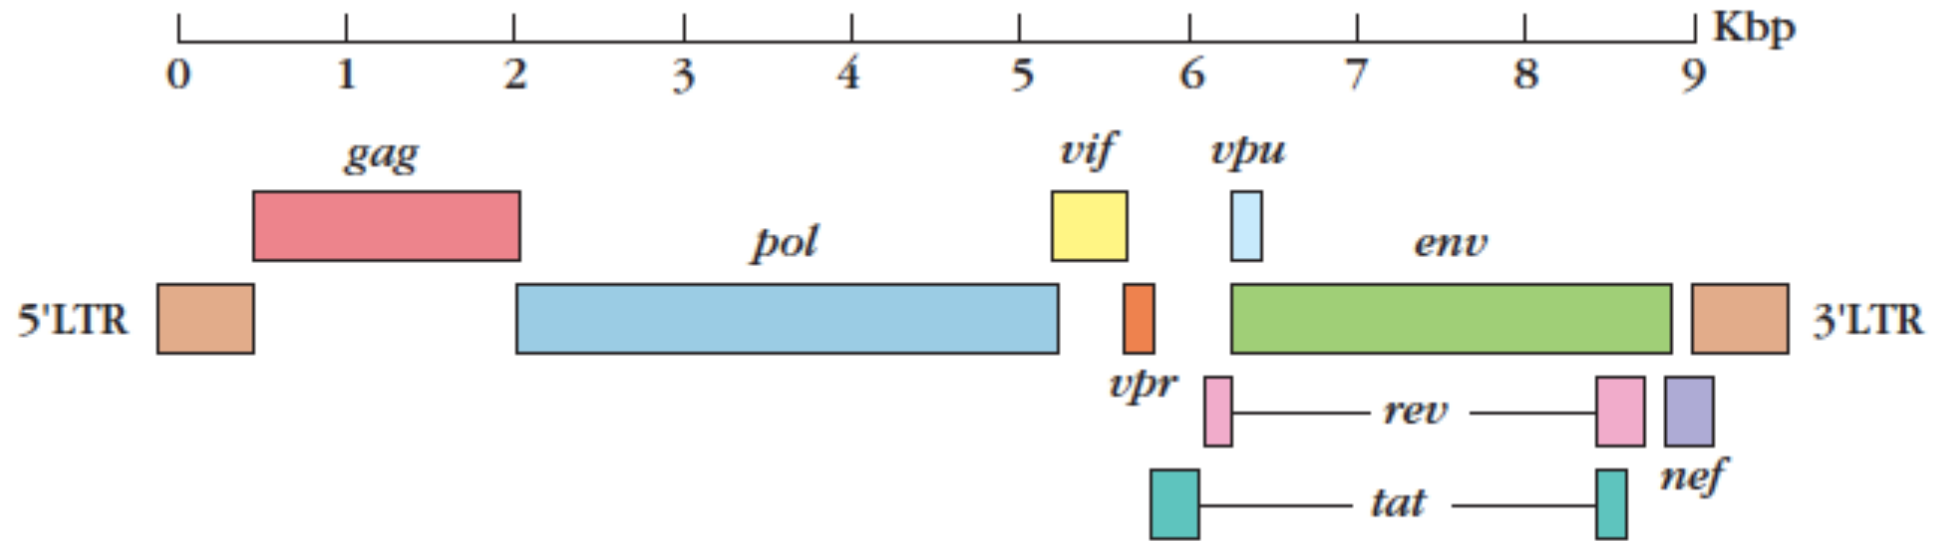 Kbp
0 1 2 3 4 5 6 7 8 9
gag vif vpu
pol env
5'LTR 3'LTR
vpr rev
nef
tat